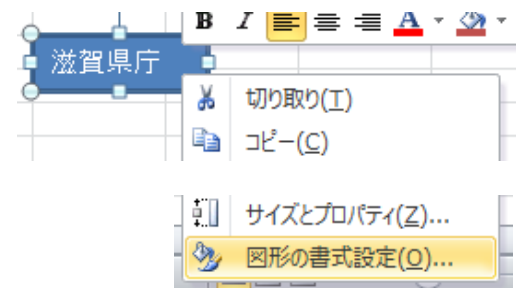 B I A
滋賀県庁
切り取り(T)
コピー(C)
サイズとプロパティ(Z)...
図形の書式設定(O)...